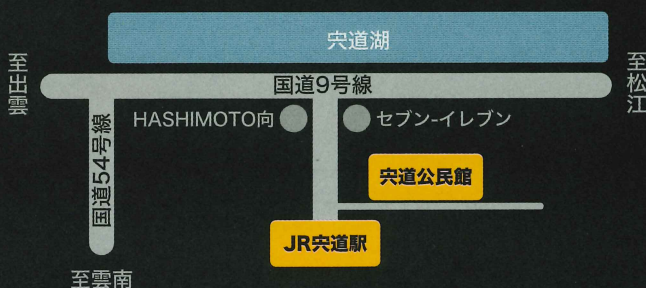 宍道湖
至出雲
国道9号線
至松江
HASHIMOTO向
セブン-イレブン
国道54号線
宍道公民館
JR宍道駅
至雲南